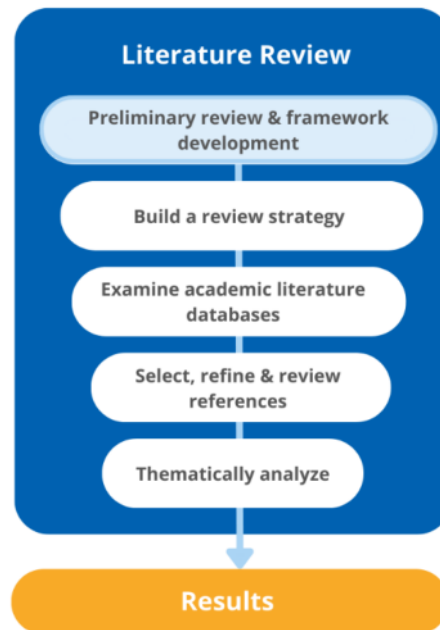 Literature Review
Preliminary review & framework
development
Build a review strategy
Examine academic literature
databases
Select, refine & review
references
Thematically analyze
Results